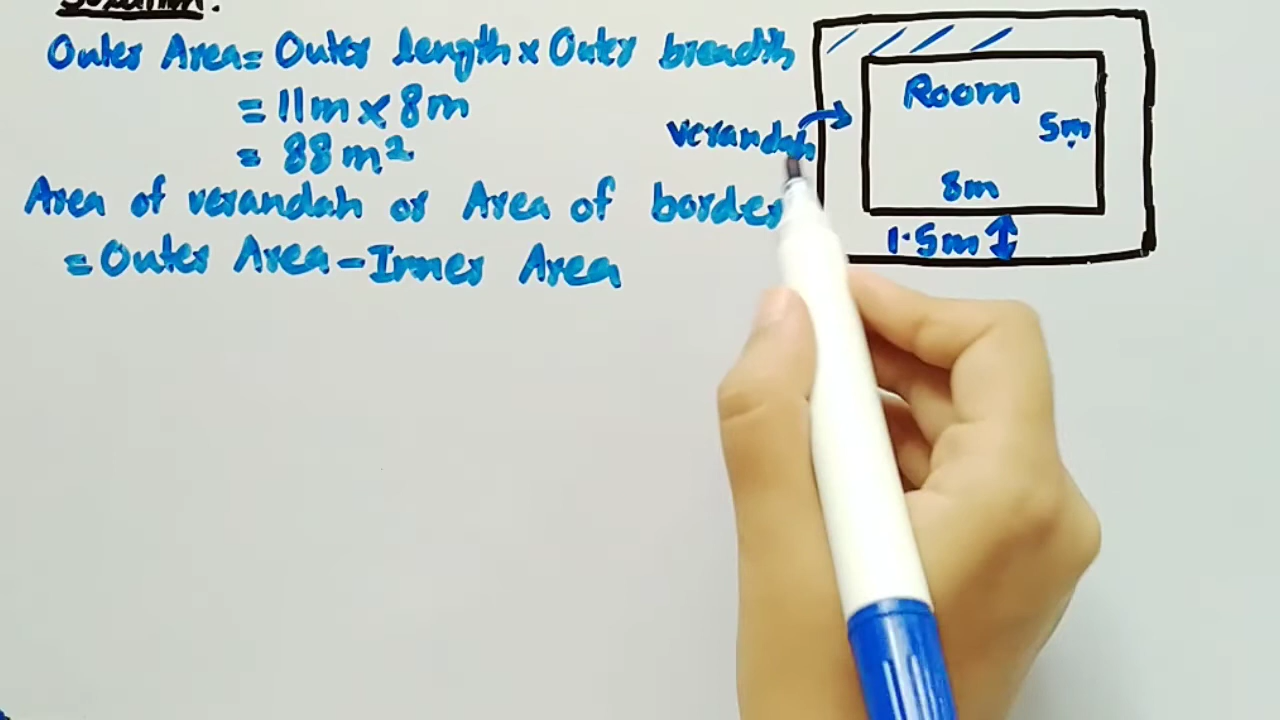 Solution:
Outer Area = Outer length x Outer breadth
= 11m x 8m
= 88 m²
Area of verandah or Area of border
= Outer Area - Inner Area
Room
verandah
5m
8m
1.5m